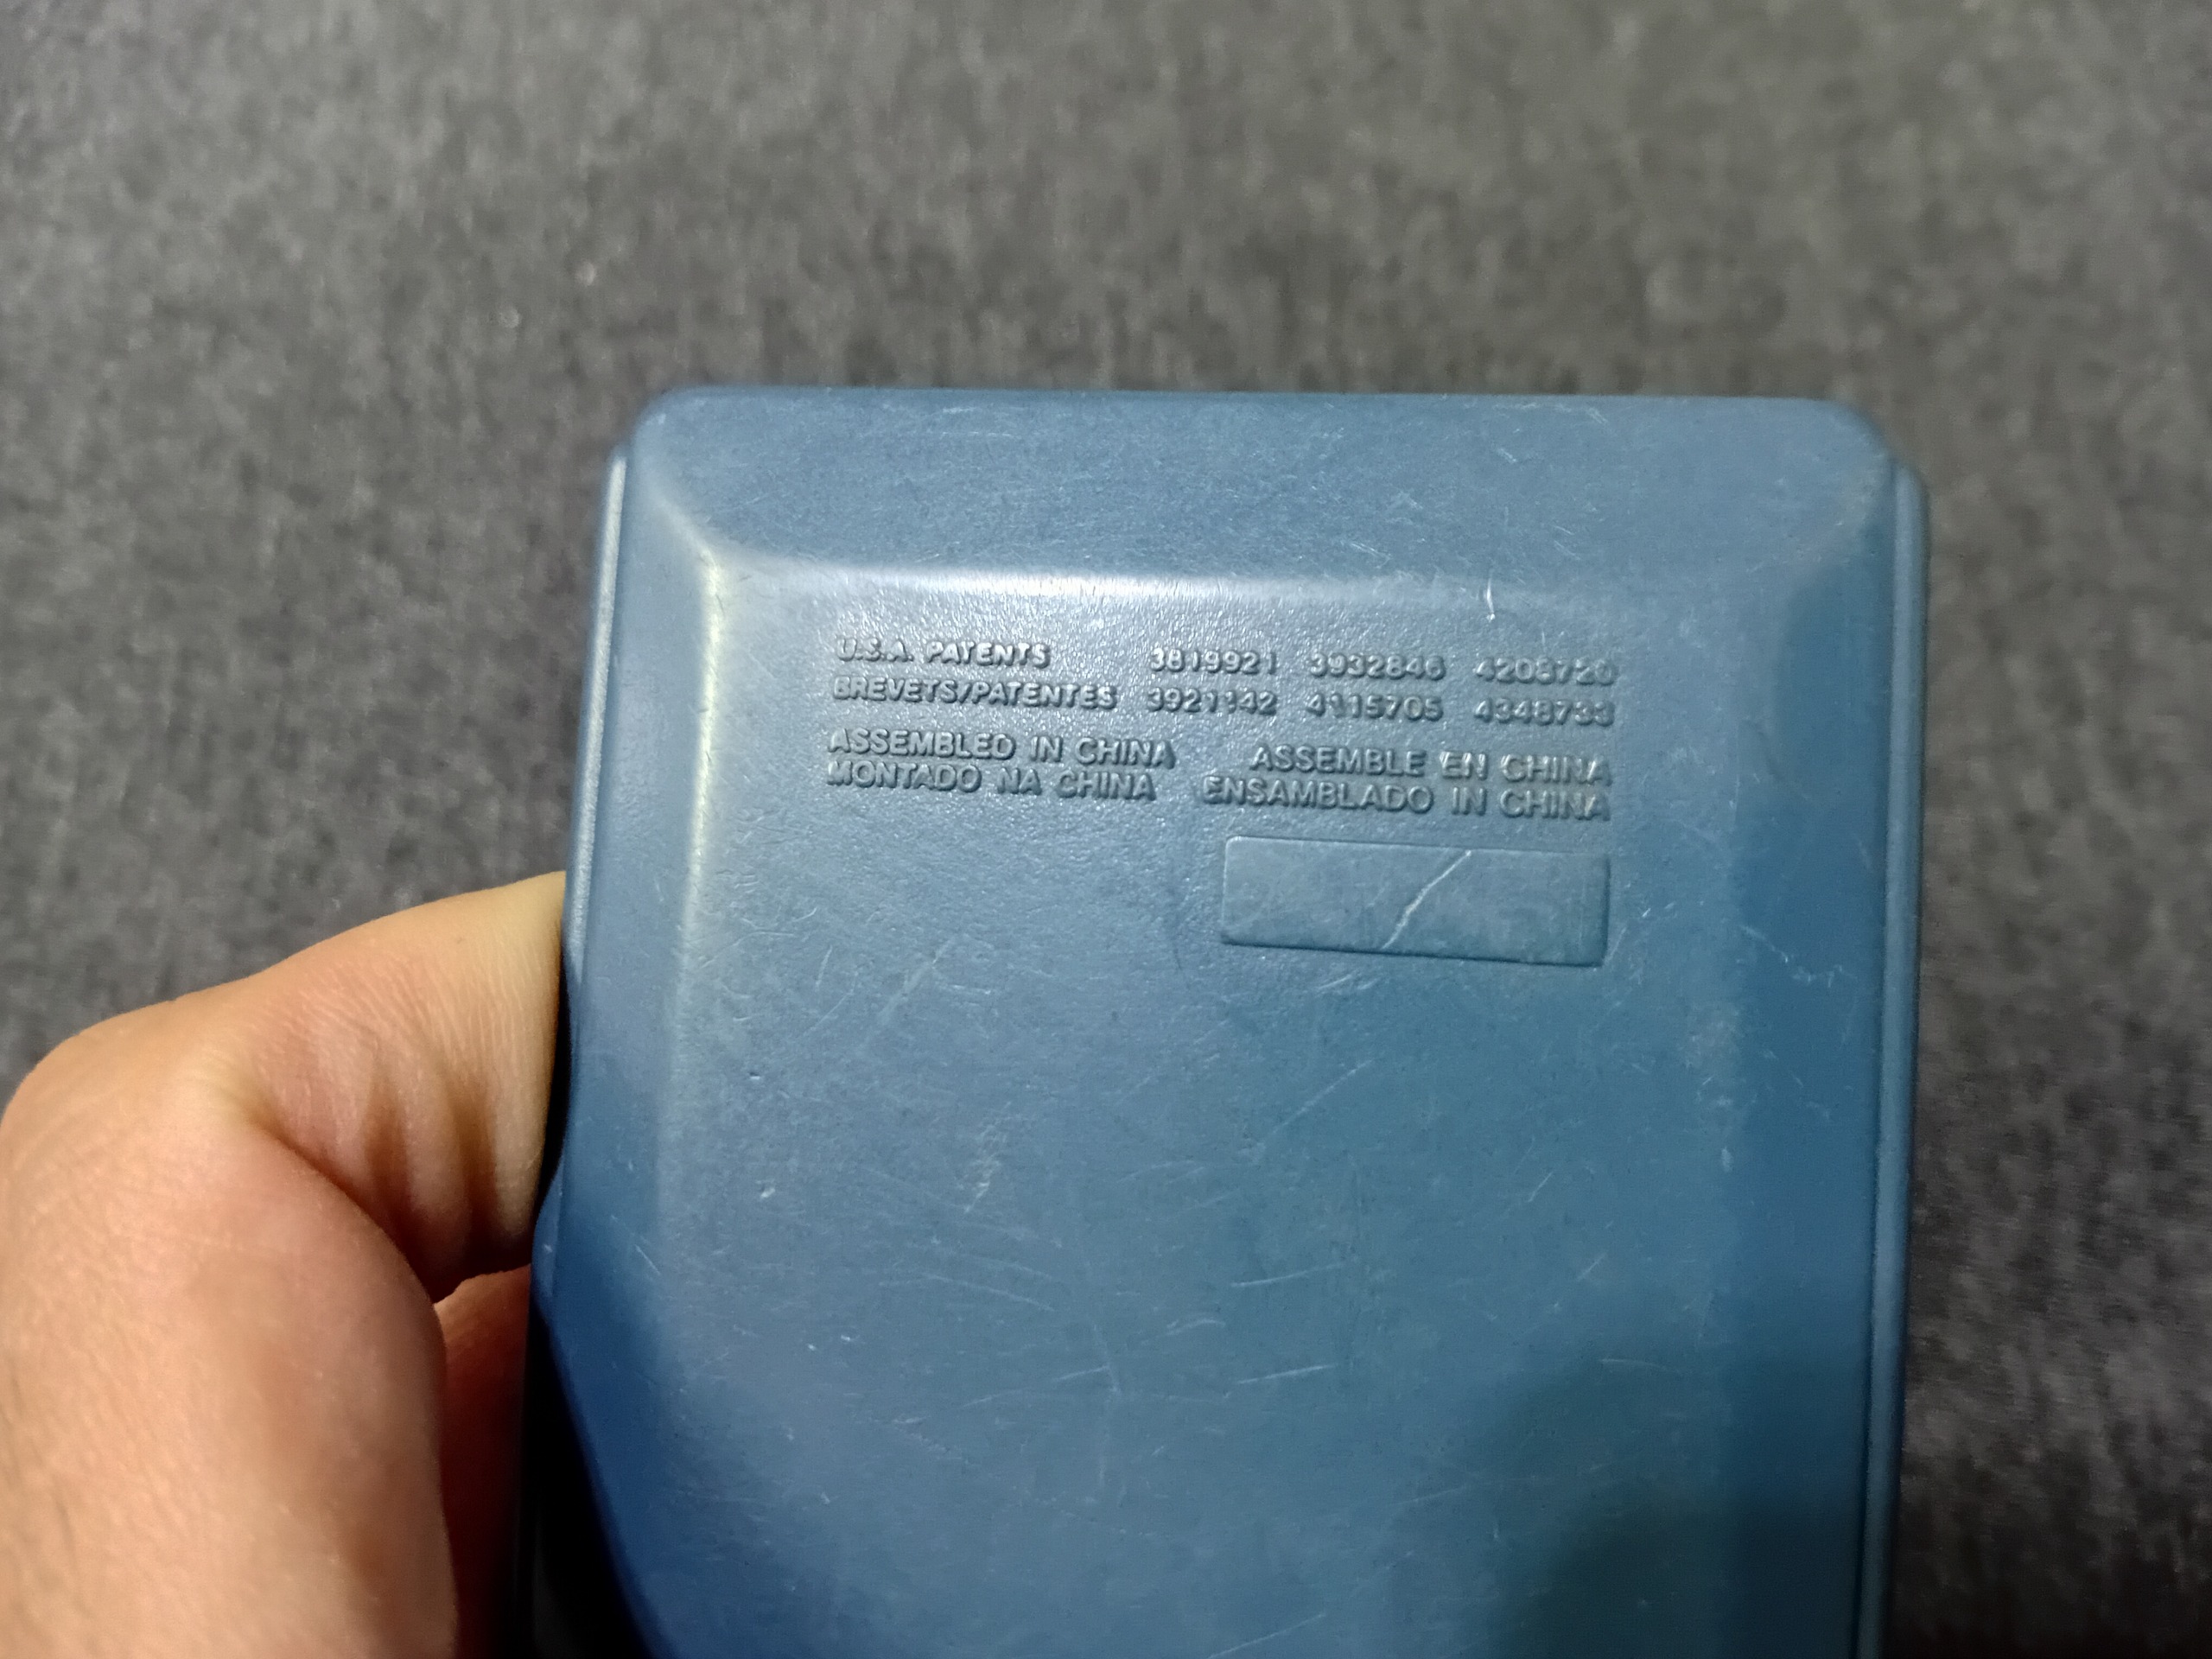 U.S.A. PATENTS 3819921 3932846 4208720
BREVETS/PATENTES 3921142 4115705 4348733
ASSEMBLED IN CHINA ASSEMBLE EN CHINA
MONTADO NA CHINA ENSAMBLADO IN CHINA